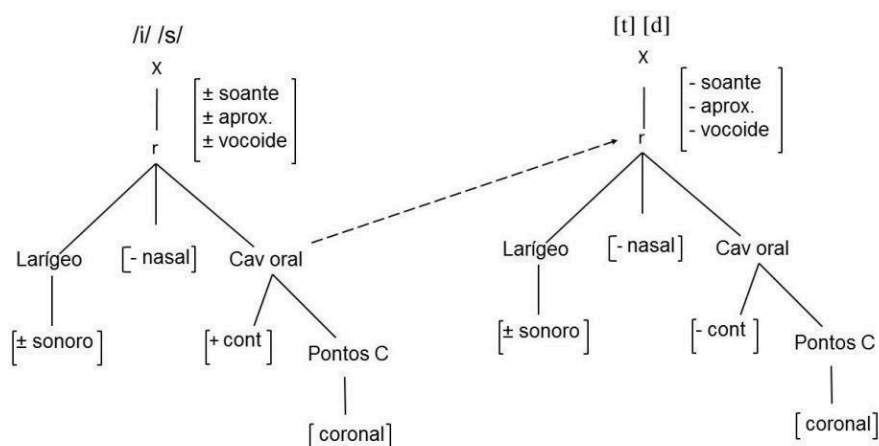 /i/ /s/
X
± soante
± aprox.
± vocoide
r
Larígeo
[- nasal]
Cav oral
[± sonoro]
[+ cont ]
Pontos C
[ coronal]
[t] [d]
X
- soante
- aprox.
- vocoide
r
Larígeo
[- nasal]
Cav oral
[± sonoro]
[- cont ]
Pontos C
[ coronal]